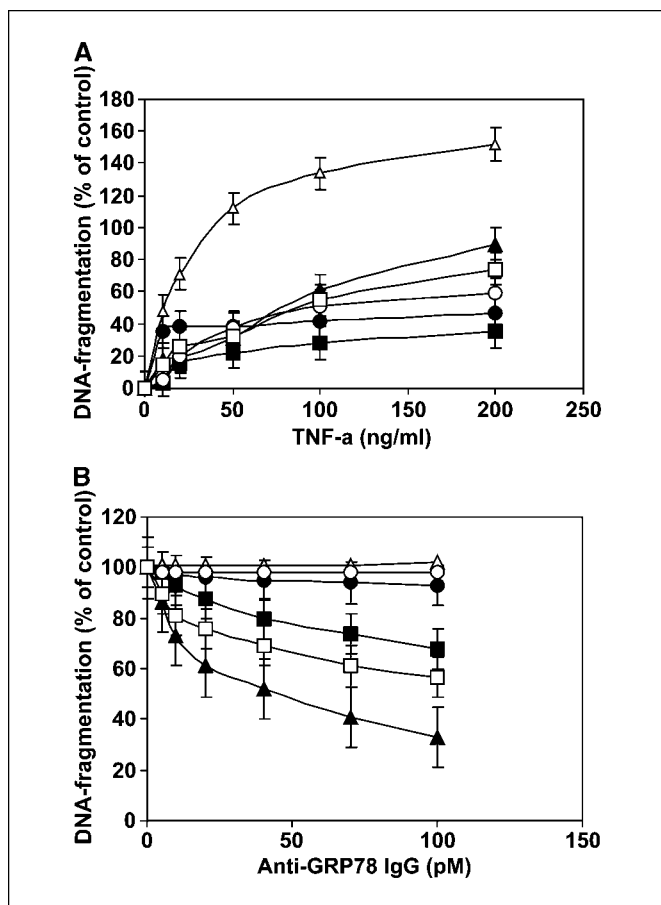 A
DNA-fragmentation (% of control)
180
160
140
120
100
80
60
40
20
0
0 50 100 150 200 250
TNF-a (ng/ml)
B
DNA-fragmentation (% of control)
120
100
80
60
40
20
0
0 50 100 150
Anti-GRP78 IgG (pM)